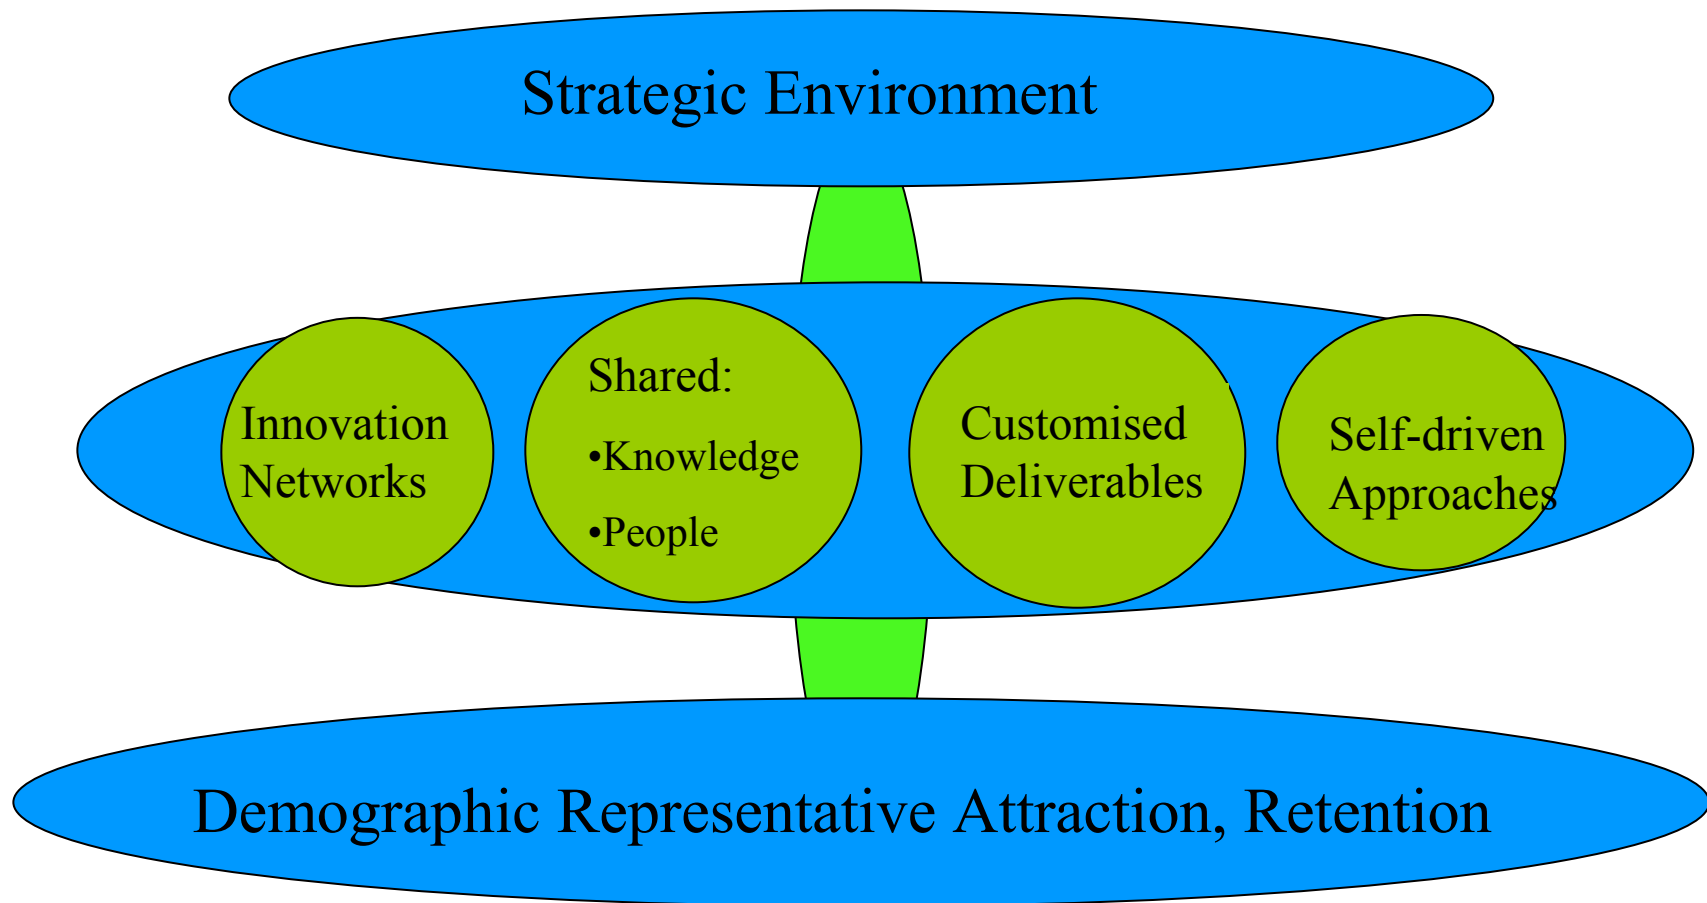 Strategic Environment
Innovation
Networks
Shared:
•Knowledge
•People
Customised
Deliverables
Self-driven
Approaches
Demographic Representative Attraction, Retention